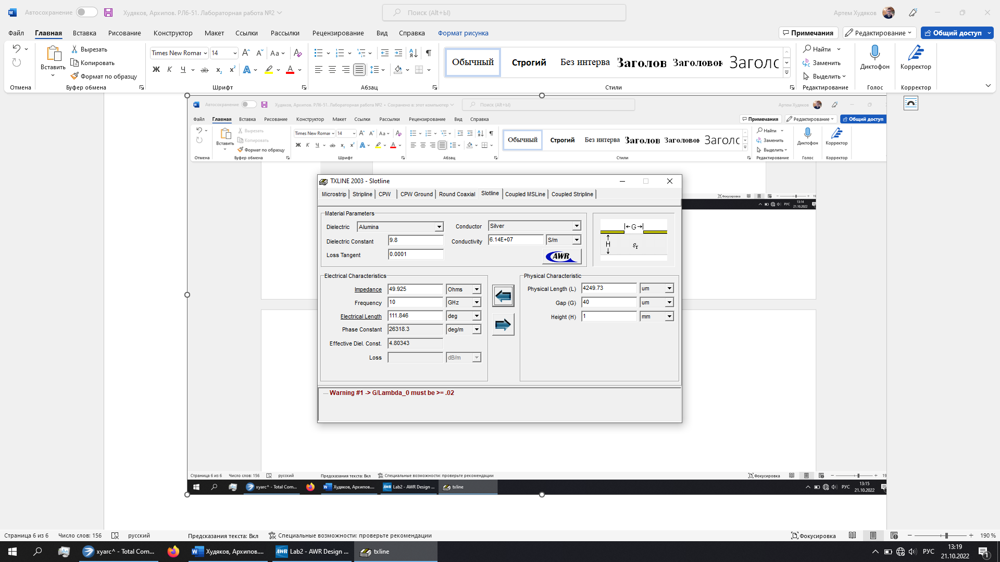 Автосохранение
Худяков, Архипов. РЛ6-51. Лабораторная работа №2
Поиск (Alt+Ы)
Артем Худяков
Файл Главная Вставка Рисование Конструктор Макет Ссылки Рассылки Рецензирование Вид Справка Формат рисунка
Примечания Редактирование Общий доступ
Вставить
Вырезать
Копировать
Формат по образцу
Times New Roman 14
Обычный Строгий Без интерва Заголов Заголовок Заголс
Найти
Заменить
Выделить
Диктофон
Корректор
Отмена Буфер обмена Шрифт Абзац Стили Редактирование Голос Корректор
Автосохранение
Худяков, Архипов. РЛ6-51. Лабораторная работа №2 • Сохранено в: этот компьютер
Поиск (Alt+Ы)
Артем Худяков
Файл Главная Вставка Рисование Конструктор Макет Ссылки Рассылки Рецензирование Вид Справка
Примечания Редактирование Общий доступ
Вставить
Вырезать
Копировать
Формат по образцу
Times New Roman 14
Обычный Строгий Без интерва Заголов Заголовок Заголс
Найти
Заменить
Выделить
Диктофон
Корректор
Отмена Буфер обмена Шрифт Абзац Стили Редактирование Голос Корректор
Фокусировка
РУС
13:14
21.10.2022
TXLINE 2003 - Slotline
Microstrip Stripline CPW CPW Ground Round Coaxial Slotline Coupled MSLine Coupled Stripline
Material Parameters
Dielectric Alumina Conductor Silver
Dielectric Constant 9.8 Conductivity 6.14E+07 S/m
Loss Tangent 0.0001
AWR
G
H
εr
Electrical Characteristics
Impedance 49.925 Ohms
Frequency 10 GHz
Electrical Length 111.846 deg
Phase Constant 26318.3 deg/m
Effective Diel. Const. 4.80343
Loss dB/m
Physical Characteristic
Physical Length (L) 4249.73 um
Gap (G) 40 um
Height (H) 1 mm
Warning #1 -> G/Lambda_0 must be >= .02
Страница 6 из 6 Число слов: 156 русский Предсказания текста: Вкл Специальные возможности: проверьте рекомендации Фокусировка
xyarc^ - Total Com... Худяков, Архипов.... Lab2 - AWR Design ... txline
РУС
13:15
21.10.2022
Страница 6 из 6 Число слов: 156 русский Предсказания текста: Вкл Специальные возможности: проверьте рекомендации Фокусировка 190 %
xyarc^ - Total Com... Худяков, Архипов.... Lab2 - AWR Design ... txline
РУС
13:19
21.10.2022
1